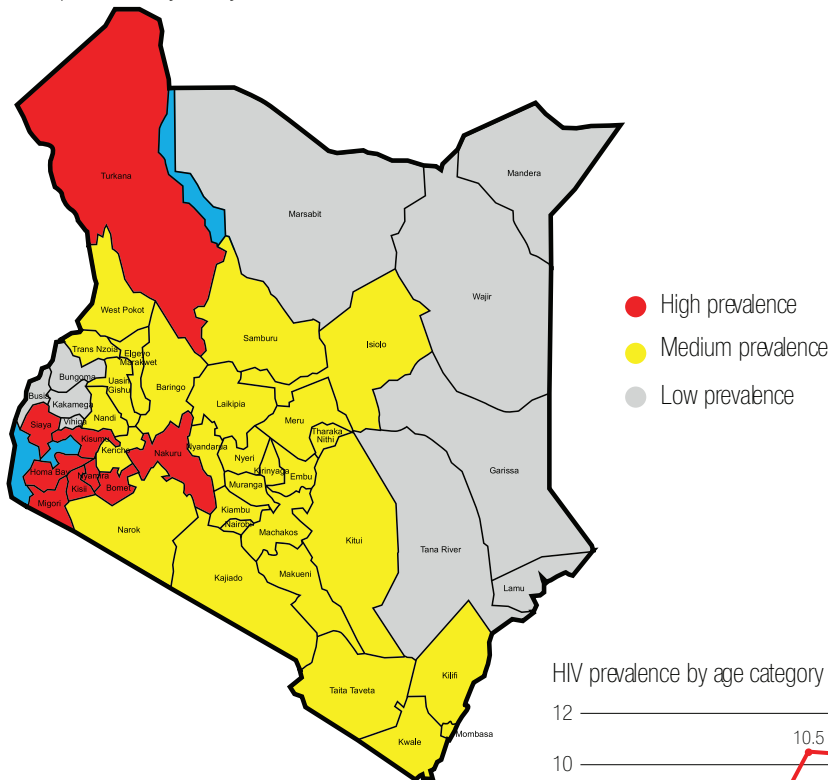 Turkana
Mandera
Marsabit
Wajir
West Pokot
Samburu
Isiolo
Trans Nzoia
Elgeyo
Marakwet
Bungoma
Uasin
Gishu
Baringo
Busia
Kakamega
Laikipia
Vihiga
Nandi
Meru
Siaya
Tharaka
Nithi
Kisumu
Kericho
Nakuru
Nyandarua
Nyeri
Homa Bay
Nyamira
Kirinyaga
Embu
Garissa
Kisii
Bomet
Muranga
Migori
Kiambu
Narok
Nairobi
Machakos
Kitui
Tana River
Kajiado
Makueni
Lamu
Taita Taveta
Kilifi
Kwale
Mombasa
High prevalence
Medium prevalence
Low prevalence
HIV prevalence by age category
12
10.5
10